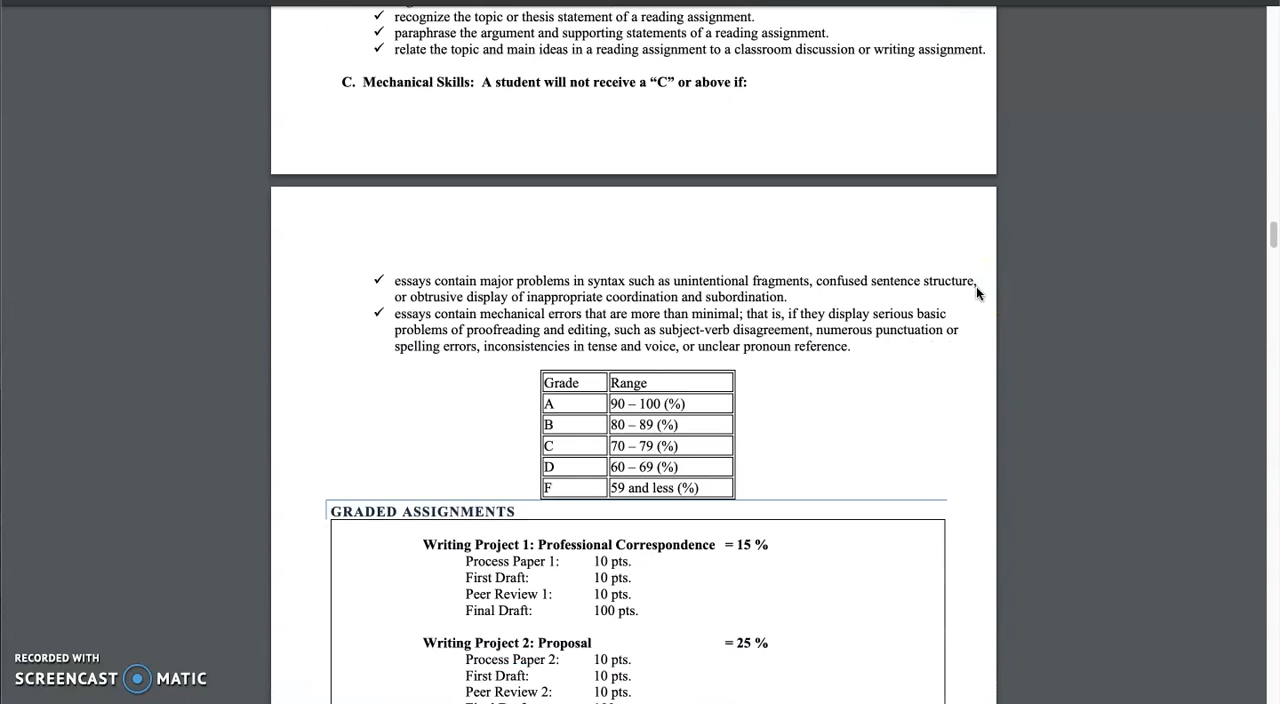 ✓ recognize the topic or thesis statement of a reading assignment.
✓ paraphrase the argument and supporting statements of a reading assignment.
✓ relate the topic and main ideas in a reading assignment to a classroom discussion or writing assignment.
C. Mechanical Skills: A student will not receive a “C” or above if:
✓ essays contain major problems in syntax such as unintentional fragments, confused sentence structure,
or obtrusive display of inappropriate coordination and subordination.
✓ essays contain mechanical errors that are more than minimal; that is, if they display serious basic
problems of proofreading and editing, such as subject-verb disagreement, numerous punctuation or
spelling errors, inconsistencies in tense and voice, or unclear pronoun reference.
Grade Range
A 90 – 100 (%)
B 80 – 89 (%)
C 70 – 79 (%)
D 60 – 69 (%)
F 59 and less (%)
GRADED ASSIGNMENTS
Writing Project 1: Professional Correspondence = 15 %
Process Paper 1: 10 pts.
First Draft: 10 pts.
Peer Review 1: 10 pts.
Final Draft: 100 pts.
Writing Project 2: Proposal = 25 %
Process Paper 2: 10 pts.
First Draft: 10 pts.
Peer Review 2: 10 pts.
RECORDED WITH
SCREENCAST MATIC